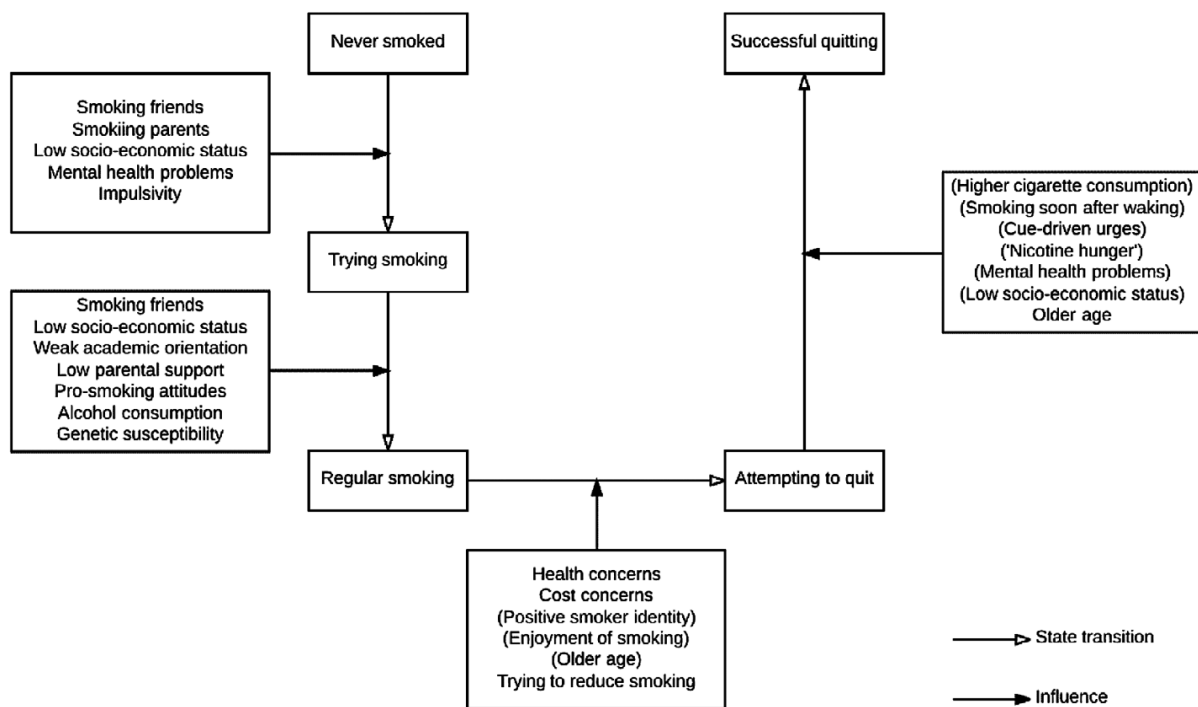 Never smoked
Successful quitting
Smoking friends
Smokiing parents
Low socio-economic status
Mental health problems
Impulsivity
(Higher cigarette consumption)
(Smoking soon after waking)
(Cue-driven urges)
('Nicotine hunger')
(Mental health problems)
(Low socio-economic status)
Older age
Trying smoking
Smoking friends
Low socio-economic status
Weak academic orientation
Low parental support
Pro-smoking attitudes
Alcohol consumption
Genetic susceptibility
Regular smoking
Attempting to quit
Health concerns
Cost concerns
(Positive smoker identity)
(Enjoyment of smoking)
(Older age)
Trying to reduce smoking
State transition
Influence